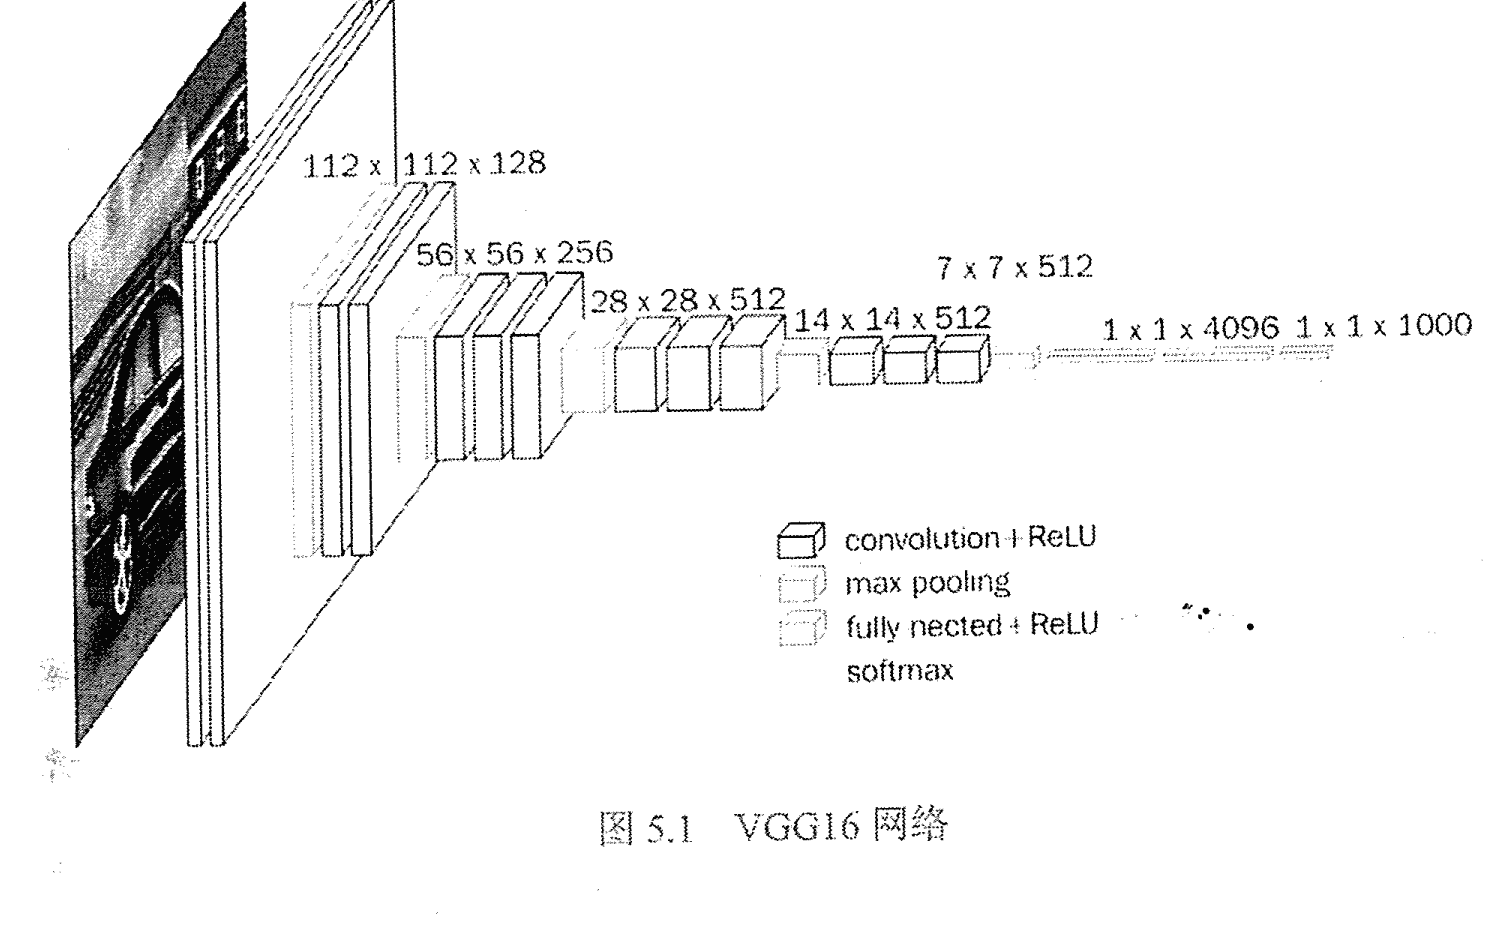 112 x 112 x 128
56 x 56 x 256
28 x 28 x 512
14 x 14 x 512
7 x 7 x 512
1 x 1 x 4096
1 x 1 x 1000
convolution + ReLU
max pooling
fully nected + ReLU
softmax
图 5.1 VGG16 网络